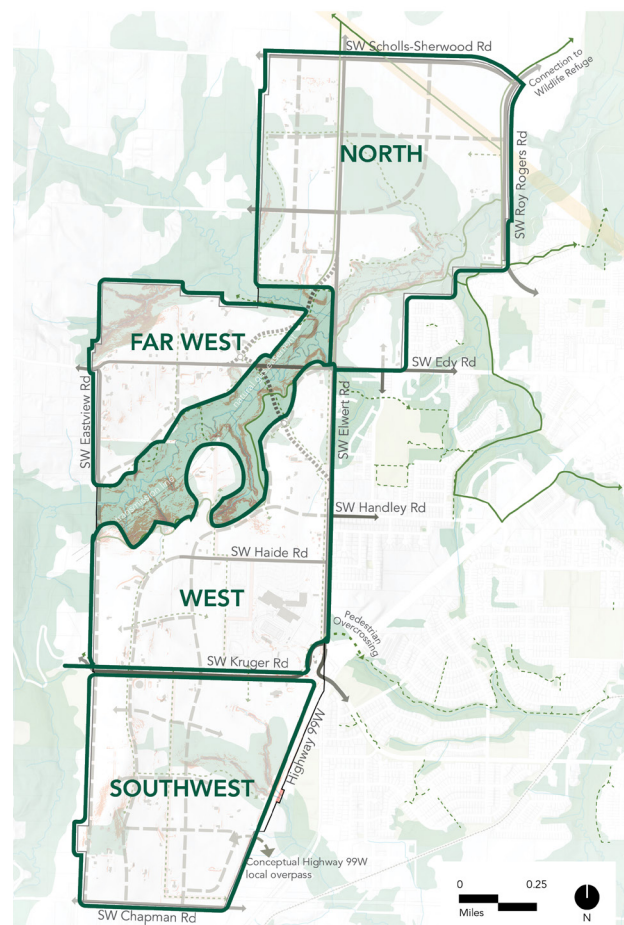 SW Scholls-Sherwood Rd
Connection to
Wildlife Refuge
NORTH
SW Roy Rogers Rd
FAR WEST
SW Edy Rd
SW Eastview Rd
SW Elwert Rd
SW Handley Rd
SW Haide Rd
WEST
Pedestrian
Overcrossing
SW Kruger Rd
Highway 99W
SOUTHWEST
Conceptual Highway 99W
local overpass
SW Chapman Rd
0 0.25
Miles
N